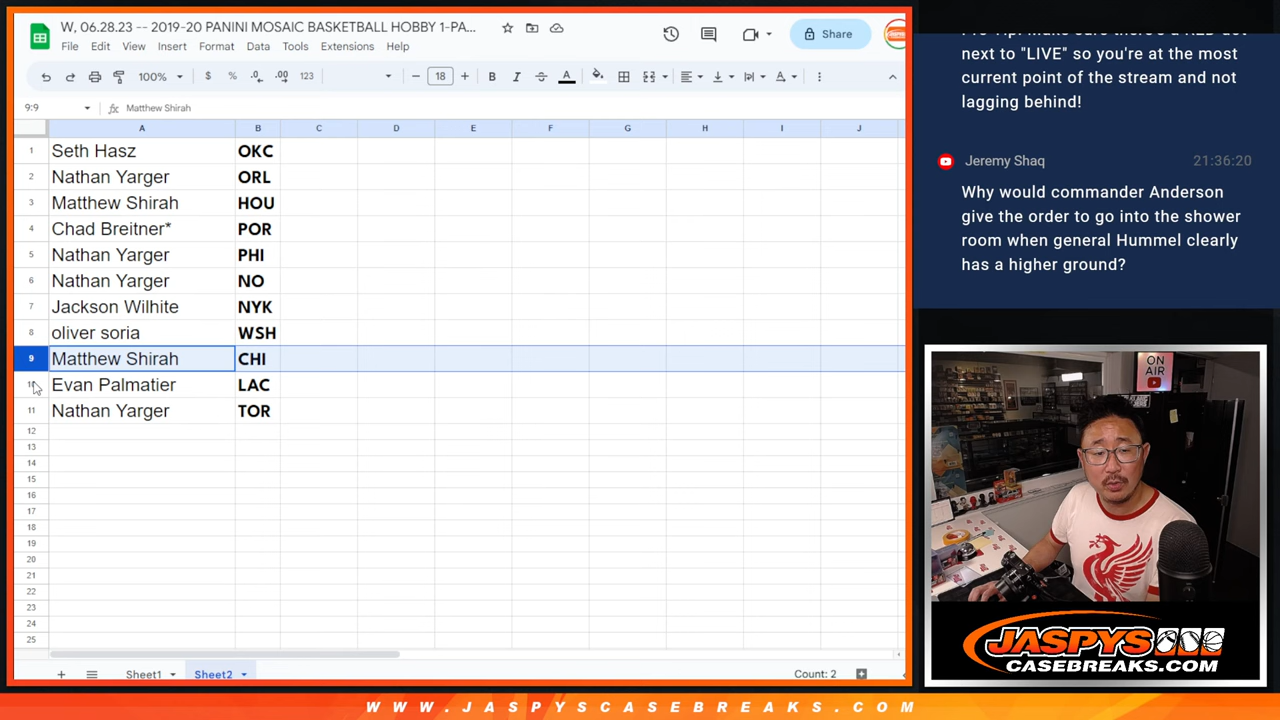 W, 06.28.23 -- 2019-20 PANINI MOSAIC BASKETBALL HOBBY 1-PA...
File Edit View Insert Format Data Tools Extensions Help
Share
100% $ % .0 .00 123 18 B I A
9:9 fx Matthew Shirah
A B C D E F G H I J
1 Seth Hasz OKC
2 Nathan Yarger ORL
3 Matthew Shirah HOU
4 Chad Breitner* POR
5 Nathan Yarger PHI
6 Nathan Yarger NO
7 Jackson Wilhite NYK
8 oliver soria WSH
9 Matthew Shirah CHI
10 Evan Palmatier LAC
11 Nathan Yarger TOR
12
13
14
15
16
17
18
19
20
21
22
23
24
25
Sheet1 Sheet2 Count: 2
next to "LIVE" so you're at the most
current point of the stream and not
lagging behind!
Jeremy Shaq 21:36:20
Why would commander Anderson
give the order to go into the shower
room when general Hummel clearly
has a higher ground?
ON
AIR
JASPYS
CASEBREAKS.COM
WWW.JASPYSCASEBREAKS.COM